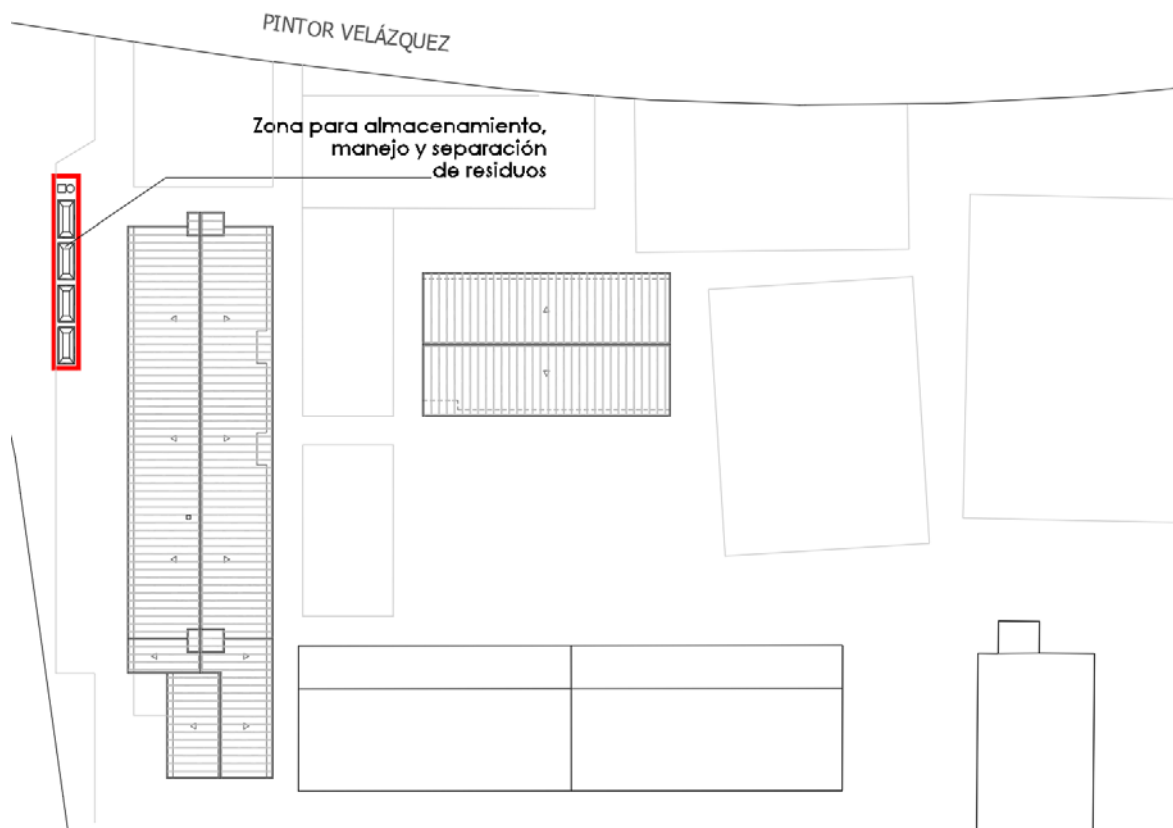 PINTOR VELÁZQUEZ
Zona para almacenamiento,
manejo y separación
de residuos